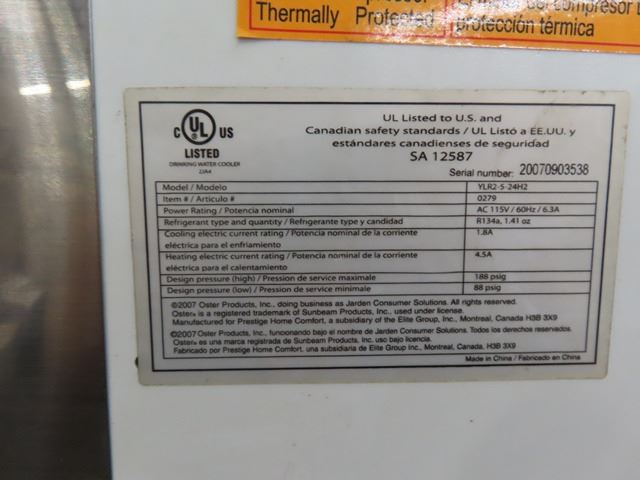 Thermally Protected
protección térmica
C UL US
LISTED
DRINKING WATER COOLER
2JA4
UL Listed to U.S. and
Canadian safety standards / UL Listó a EE.UU. y
estándares canadienses de seguridad
SA 12587
Serial number: 20070903538
Model / Modelo YLR2-5-24H2
Item # / Articulo # 0279
Power Rating / Potencia nominal AC 115V / 60Hz / 6.3A
Refrigerant type and quantity / Refrigerante type y candidad R134a, 1.41 oz
Cooling electric current rating / Potencia nominal de la corriente eléctrica para el enfriamiento 1.8A
Heating electric current rating / Potencia nominal de la corriente eléctrica para el calentamiento 4.5A
Design pressure (high) / Pression de service maximale 188 psig
Design pressure (low) / Pression de service minimale 88 psig
©2007 Oster Products, Inc., doing business as Jarden Consumer Solutions. All rights reserved.
Oster® is a registered trademark of Sunbeam Products, Inc., used under license.
Manufactured for Prestige Home Comfort, a subsidiary of the Elite Group, Inc., Montreal, Canada H3B 3X9
©2007 Oster Products, Inc., funcionando bajo el nombre de Jarden Consumer Solutions. Todos los derechos reservados.
Oster® es una marca registrada de Sunbeam Products, Inc. uso bajo licencia.
Fabricado por Prestige Home Comfort, una subsidiaria de Elite Group, Inc., Montreal, Canada, H3B 3X9
Made in China / Fabricado en China